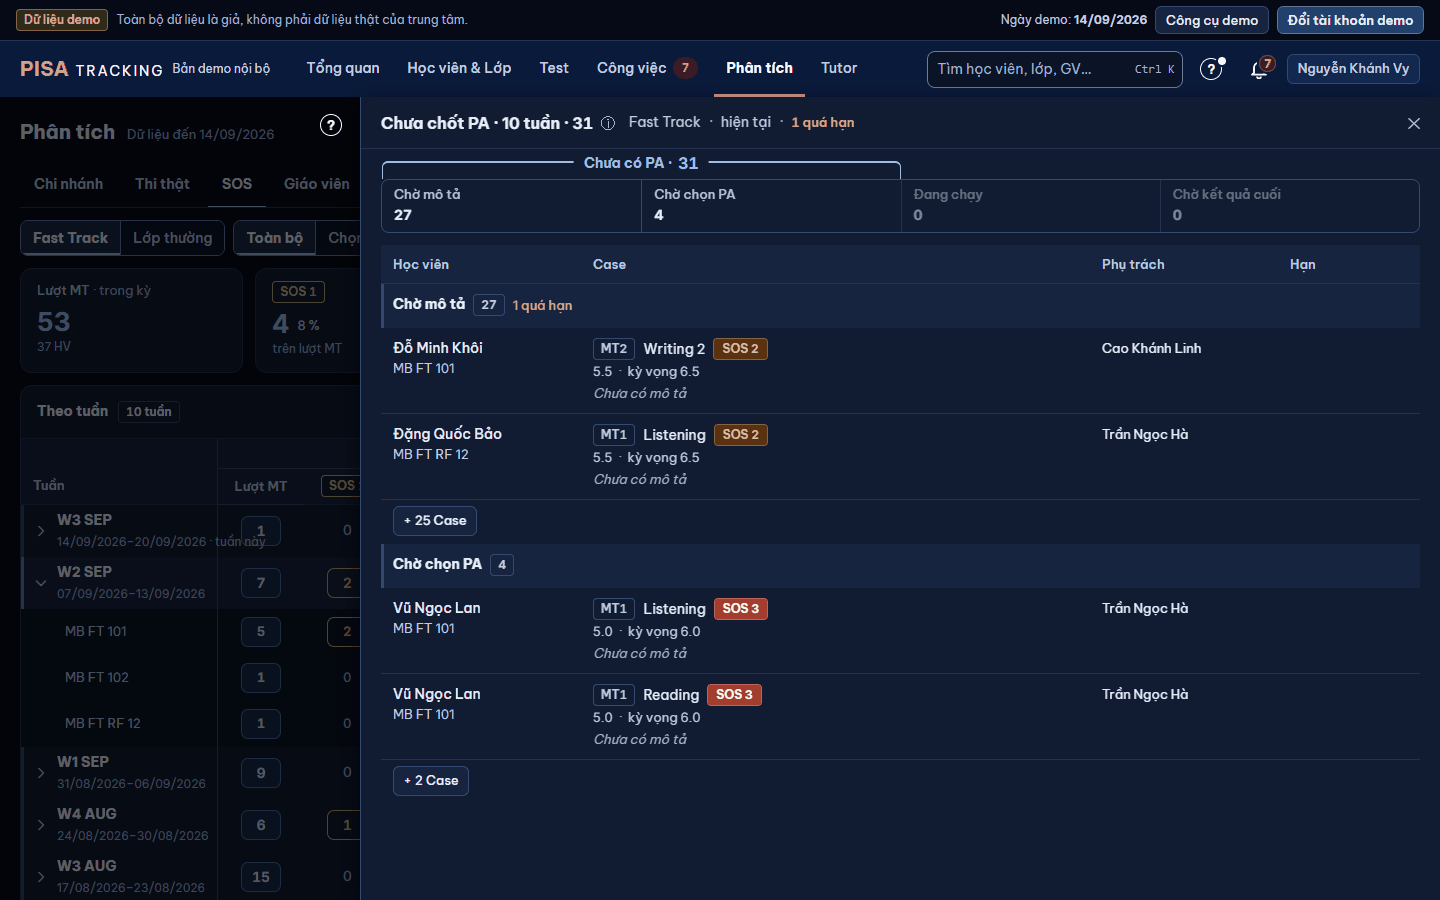 Dữ liệu demo Toàn bộ dữ liệu là giả, không phải dữ liệu thật của trung tâm. Ngày demo: 14/09/2026 Công cụ demo Đổi tài khoản demo
PISA TRACKING Bản demo nội bộ Tổng quan Học viên & Lớp Test Công việc 7 Phân tích Tutor Tìm học viên, lớp, GV... Ctrl K ? 7 Nguyễn Khánh Vy
Phân tích Dữ liệu đến 14/09/2026 ?
Chi nhánh Thi thật SOS Giáo viên
Fast Track Lớp thường Toàn bộ
Lượt MT · trong kỳ
53
37 HV
SOS 1
4 8 %
trên lượt MT
Theo tuần 10 tuần
Tuần Lượt MT SOS
W3 SEP
14/09/2026–20/09/2026 · tuần này
1 0
W2 SEP
07/09/2026–13/09/2026
7 2
MB FT 101 5 2
MB FT 102 1 0
MB FT RF 12 1 0
W1 SEP
31/08/2026–06/09/2026
9 0
W4 AUG
24/08/2026–30/08/2026
6 1
W3 AUG
17/08/2026–23/08/2026
15 0
Chưa chốt PA · 10 tuần · 31 Fast Track · hiện tại · 1 quá hạn
Chưa có PA · 31
Chờ mô tả
27
Chờ chọn PA
4
Đang chạy
0
Chờ kết quả cuối
0
Học viên Case Phụ trách Hạn
Chờ mô tả 27 1 quá hạn
Đỗ Minh Khôi MT2 Writing 2 SOS 2 Cao Khánh Linh
MB FT 101 5.5 · kỳ vọng 6.5
Chưa có mô tả
Đặng Quốc Bảo MT1 Listening SOS 2 Trần Ngọc Hà
MB FT RF 12 5.5 · kỳ vọng 6.5
Chưa có mô tả
+ 25 Case
Chờ chọn PA 4
Vũ Ngọc Lan MT1 Listening SOS 3 Trần Ngọc Hà
MB FT 101 5.0 · kỳ vọng 6.0
Chưa có mô tả
Vũ Ngọc Lan MT1 Reading SOS 3 Trần Ngọc Hà
MB FT 101 5.0 · kỳ vọng 6.0
Chưa có mô tả
+ 2 Case